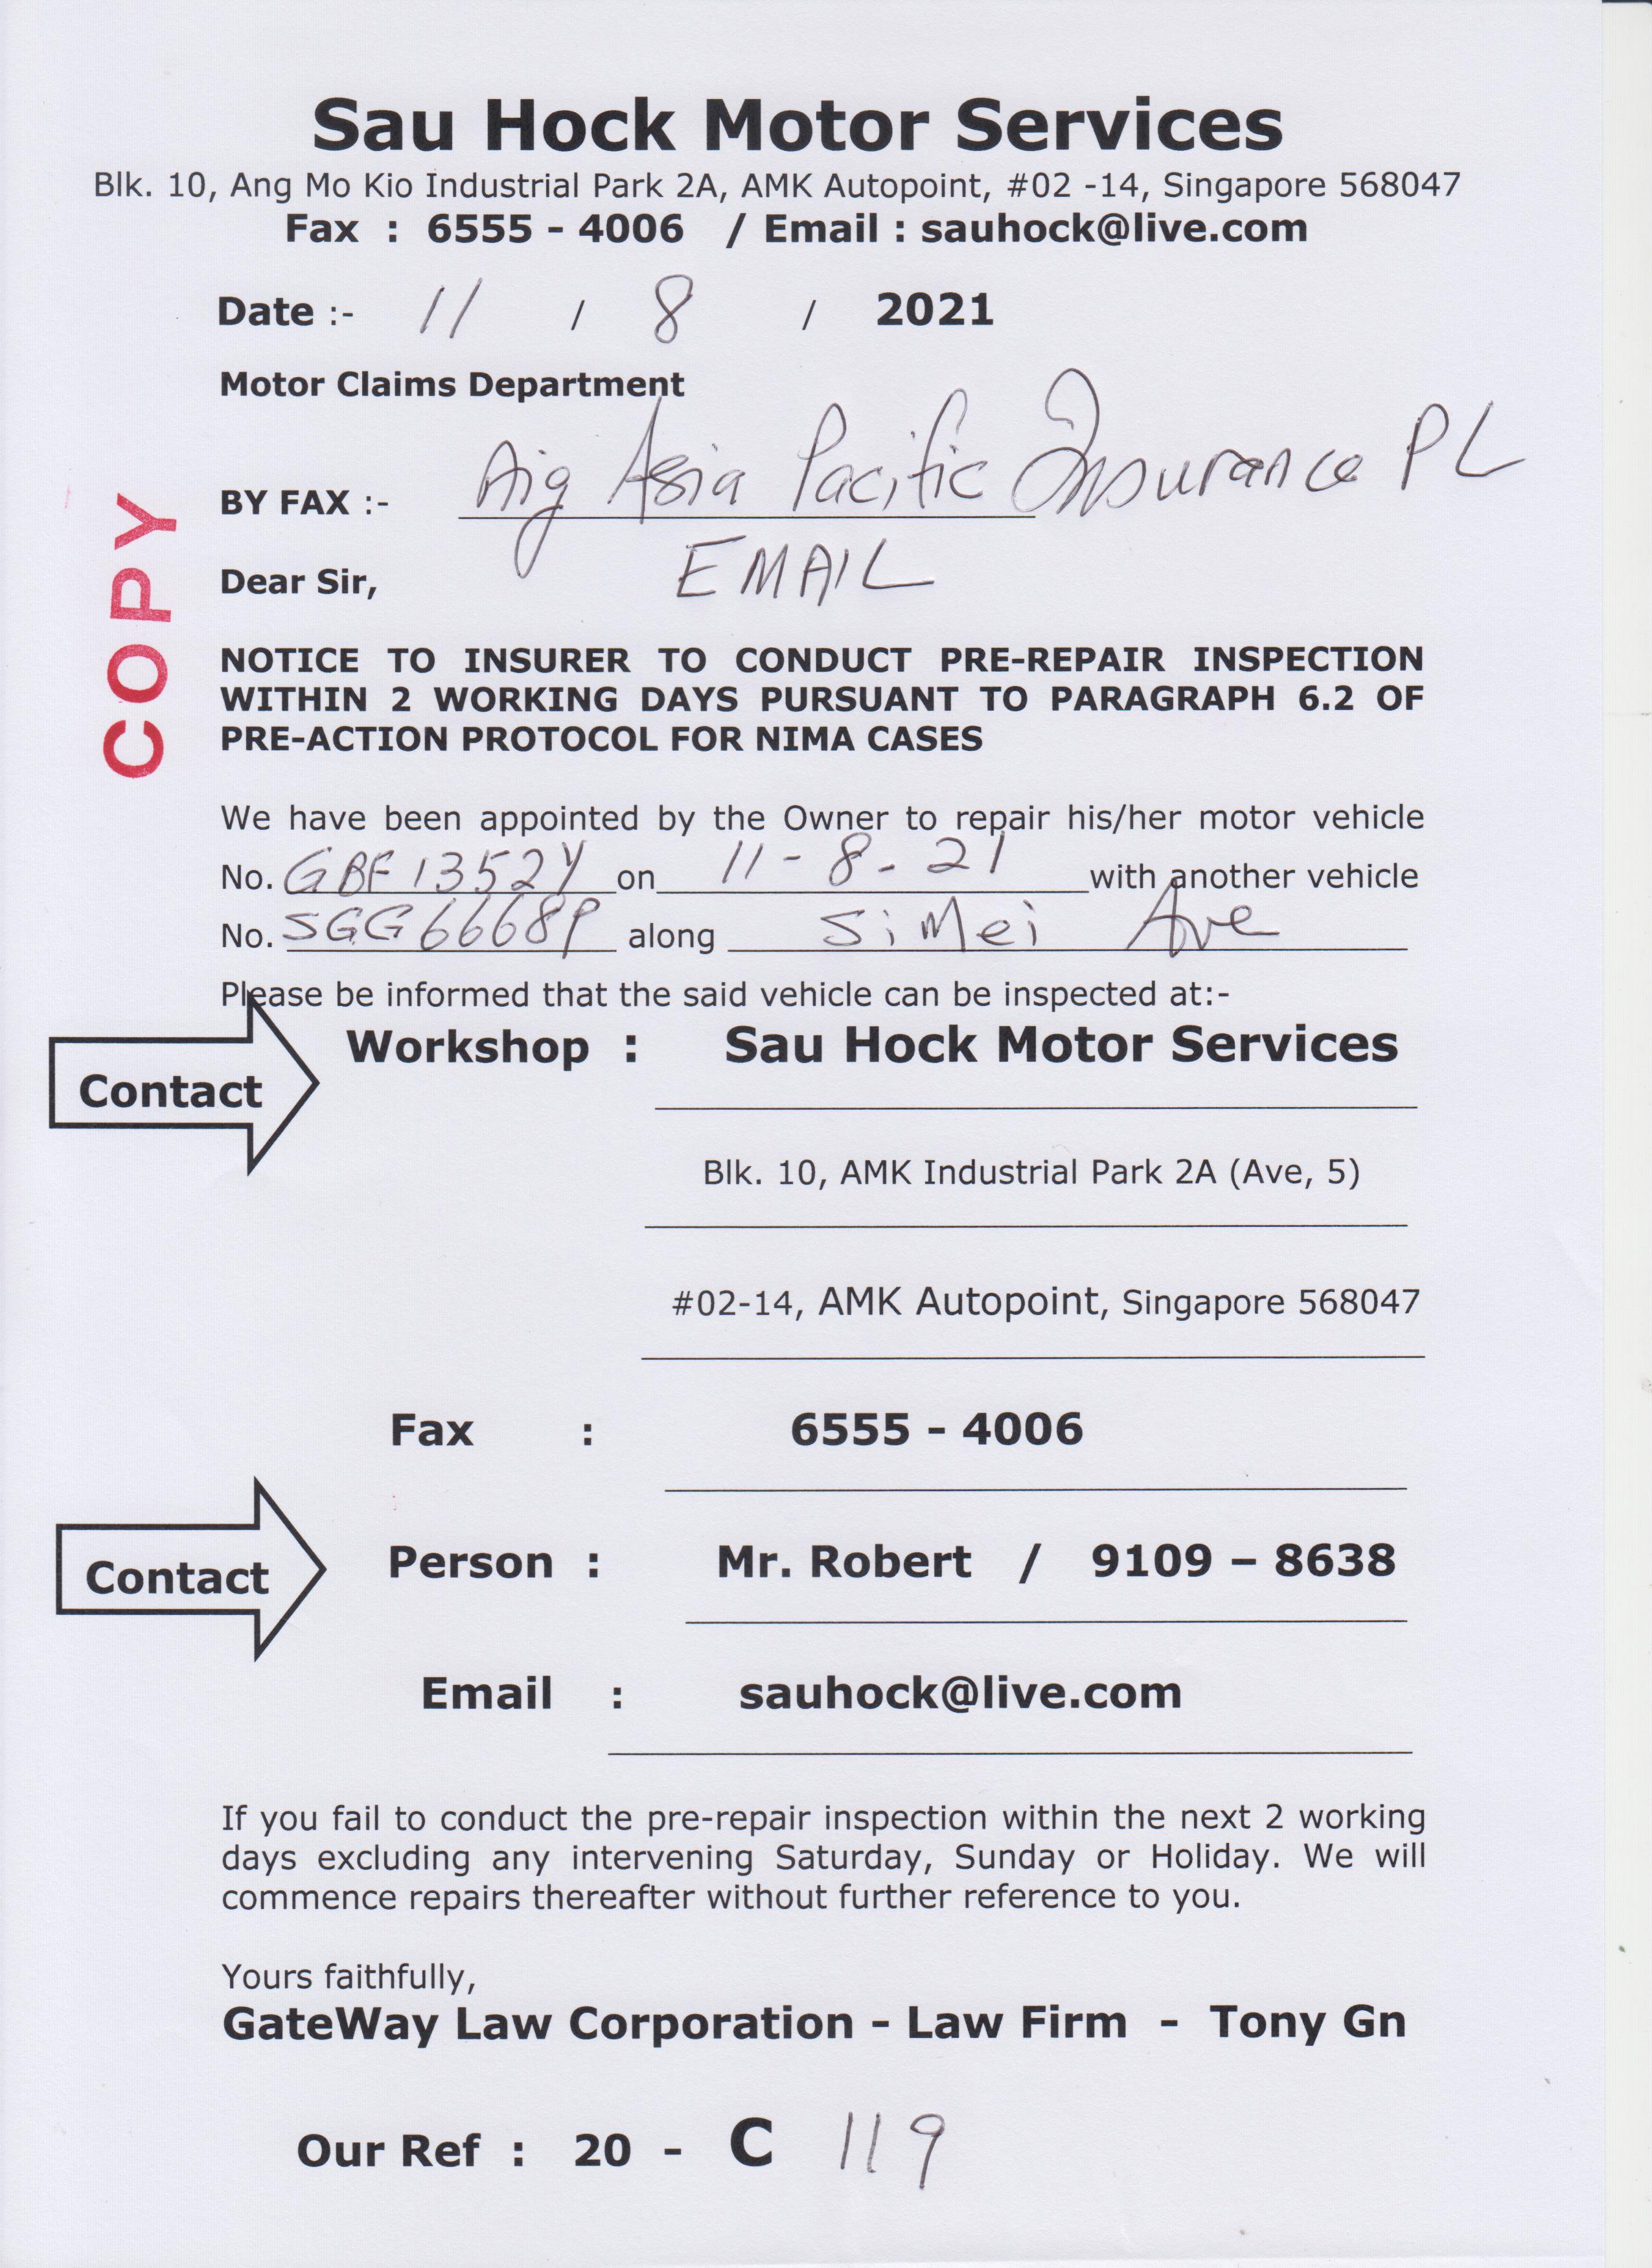 Sau Hock Motor Services
Blk. 10, Ang Mo Kio Industrial Park 2A, AMK Autopoint, #02 -14, Singapore 568047
Fax : 6555 - 4006 / Email : sauhock@live.com
Date :- 11 / 8 / 2021
Motor Claims Department
BY FAX :- Aig Asia Pacific Insurance PL
Dear Sir, EMAIL
COPY
NOTICE TO INSURER TO CONDUCT PRE-REPAIR INSPECTION
WITHIN 2 WORKING DAYS PURSUANT TO PARAGRAPH 6.2 OF
PRE-ACTION PROTOCOL FOR NIMA CASES
We have been appointed by the Owner to repair his/her motor vehicle
No. GBF1352Y on 11-8-21 with another vehicle
No. SGG6668P along SiMei Ave
Please be informed that the said vehicle can be inspected at:-
Contact
Workshop : Sau Hock Motor Services
Blk. 10, AMK Industrial Park 2A (Ave, 5)
#02-14, AMK Autopoint, Singapore 568047
Fax : 6555 - 4006
Contact
Person : Mr. Robert / 9109 – 8638
Email : sauhock@live.com
If you fail to conduct the pre-repair inspection within the next 2 working
days excluding any intervening Saturday, Sunday or Holiday. We will
commence repairs thereafter without further reference to you.
Yours faithfully,
GateWay Law Corporation - Law Firm - Tony Gn
Our Ref : 20 - C 119